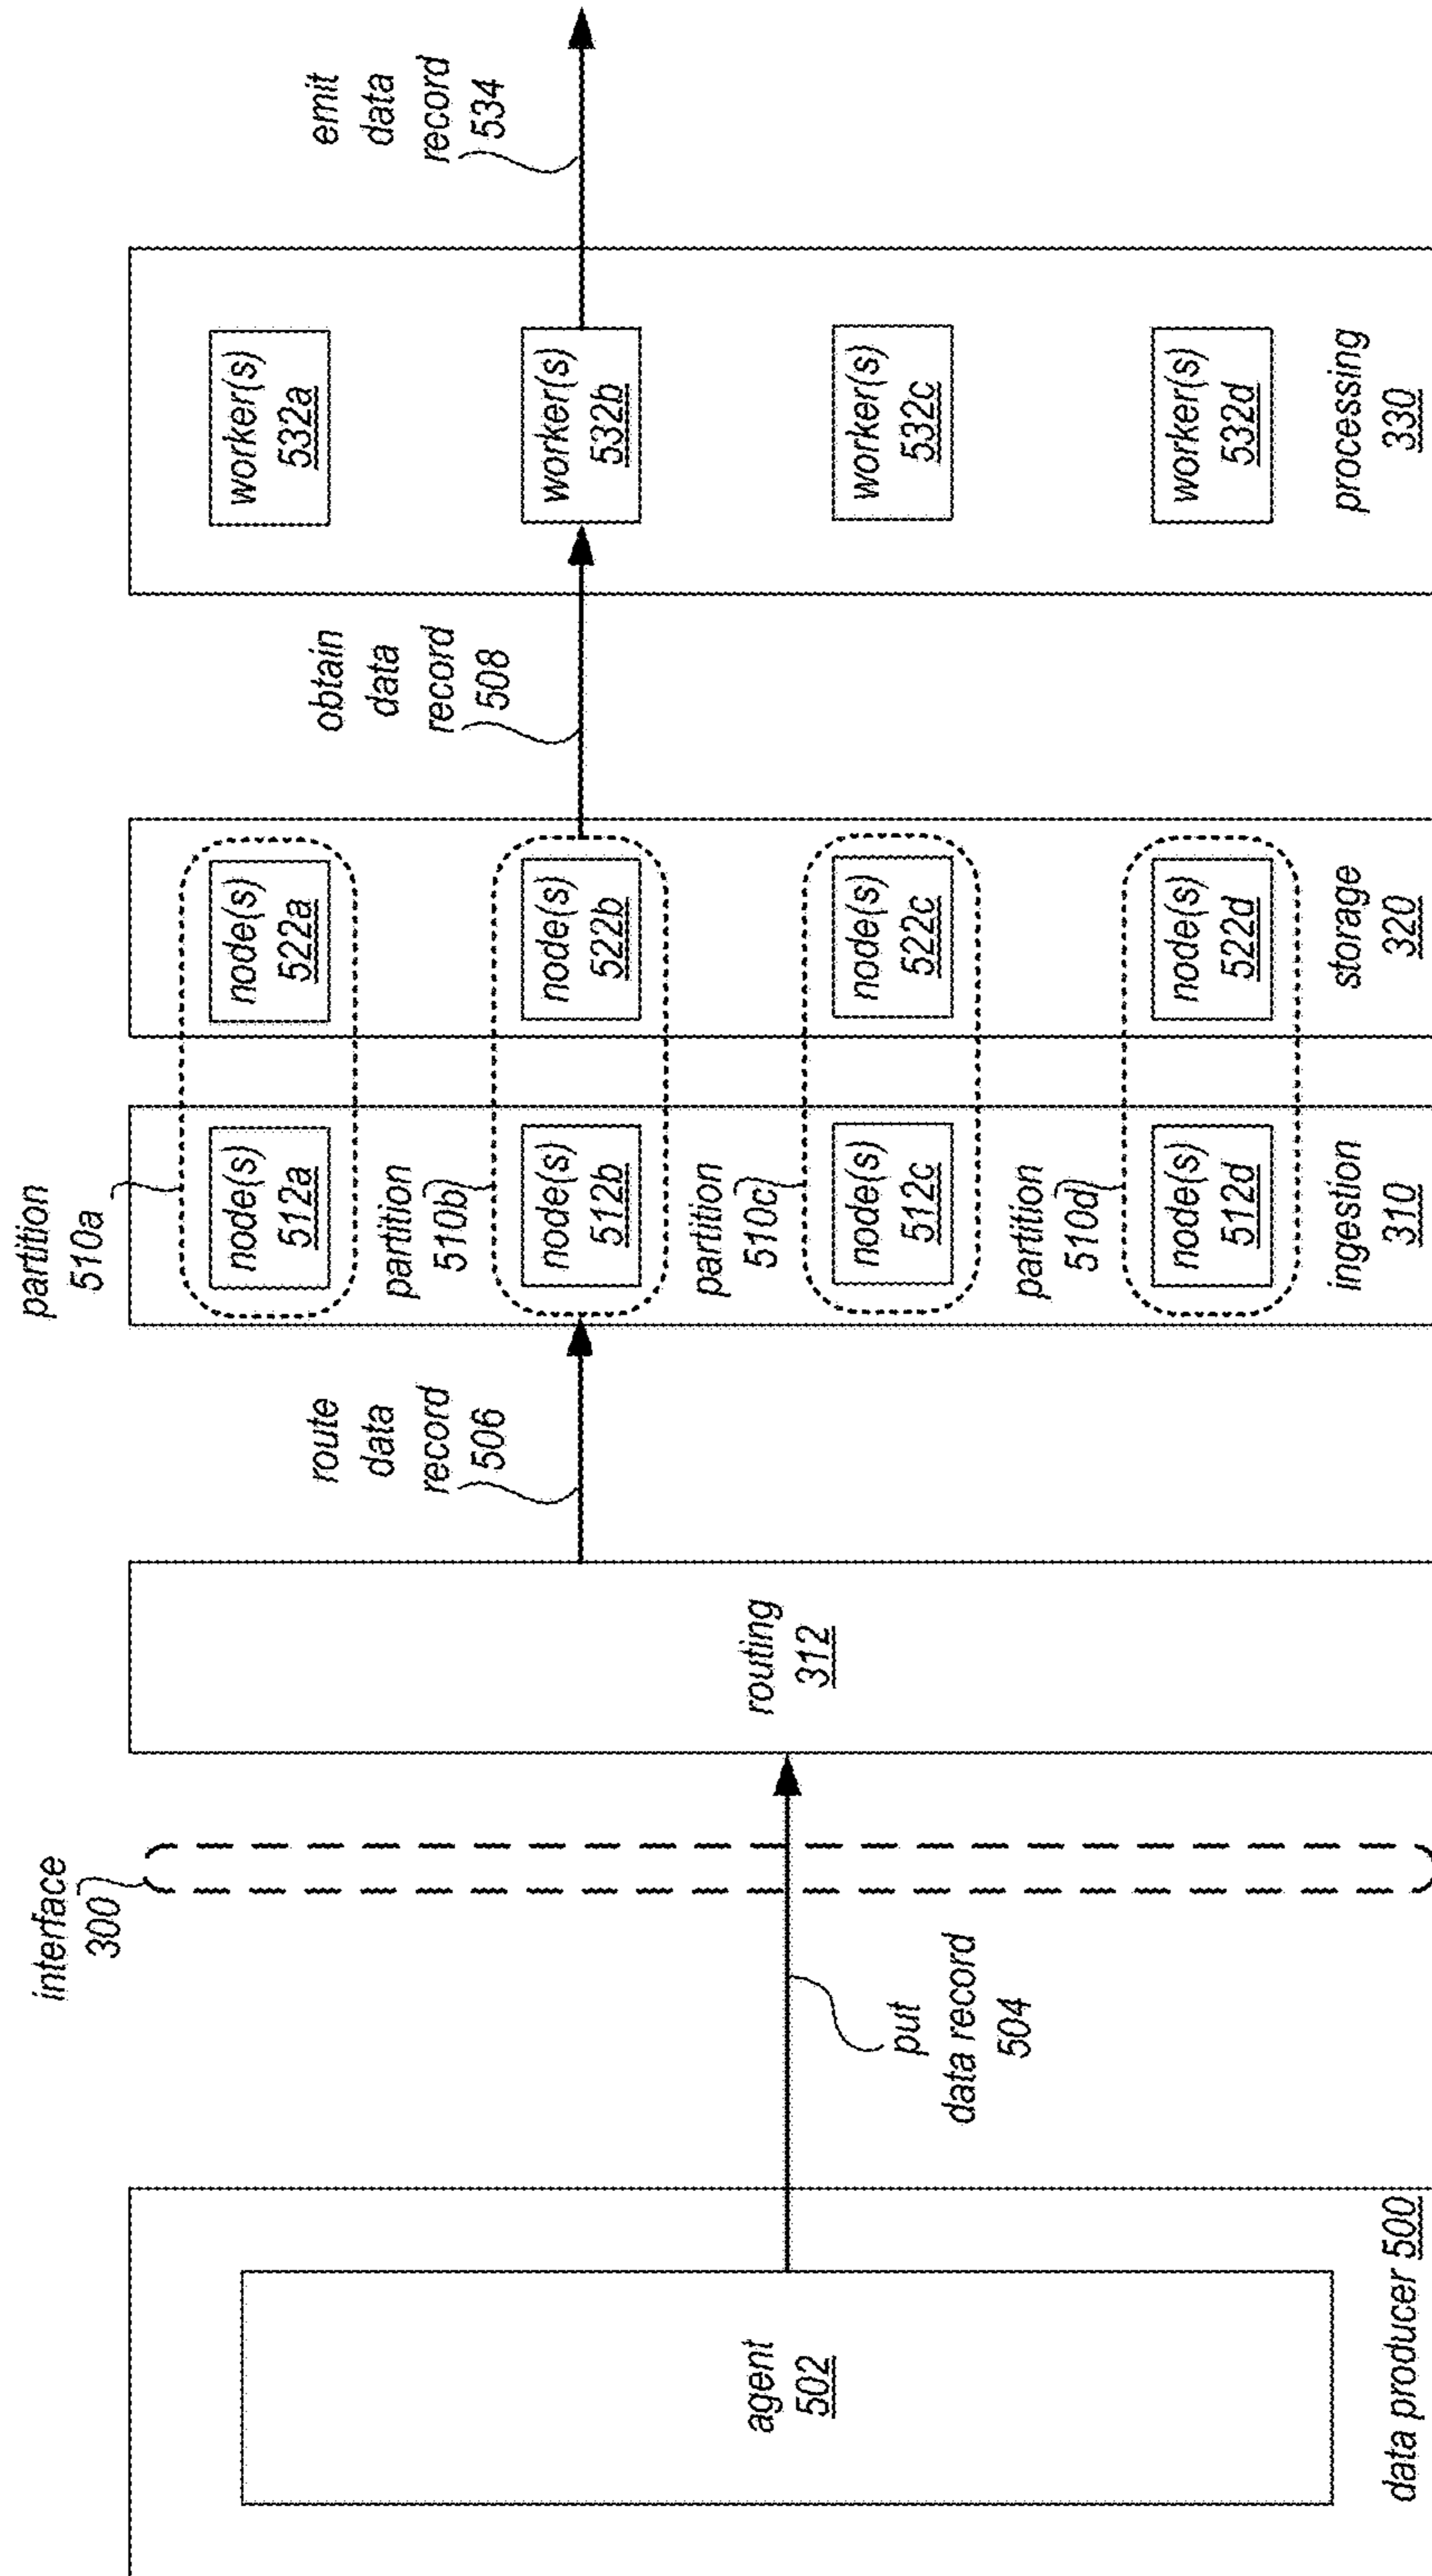 data producer 500
agent
502
put
data record
504
interface
300
routing
312
route
data
record
506
partition
510a
node(s)
512a
node(s)
522a
partition
510b
node(s)
512b
node(s)
522b
partition
510c
node(s)
512c
node(s)
522c
partition
510d
node(s)
512d
node(s)
522d
ingestion
310
storage
320
obtain
data
record
508
worker(s)
532a
worker(s)
532b
worker(s)
532c
worker(s)
532d
processing
330
emit
data
record
534